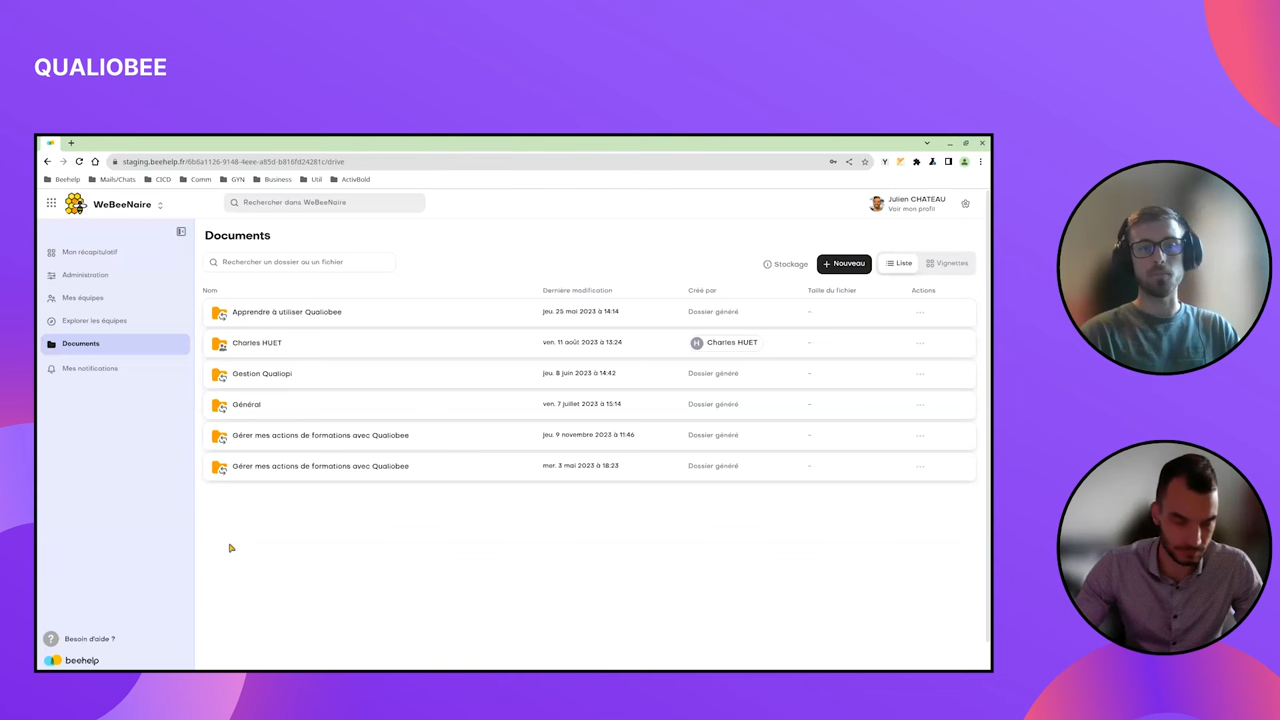 QUALIOBEE
staging.beehelp.fr/6b6a1126-9148-4eee-a85d-b816fd24281c/drive
Beehelp Mails/Chats CICD Comm GYN Business Util ActivBold
WeBeeNaire
Rechercher dans WeBeeNaire
Julien CHATEAU
Voir mon profil
Mon récapitulatif
Administration
Mes équipes
Explorer les équipes
Documents
Mes notifications
Besoin d'aide ?
beehelp
Documents
Rechercher un dossier ou un fichier
Stockage
+ Nouveau
Liste
Vignettes
Nom Dernière modification Créé par Taille du fichier Actions
Apprendre à utiliser Qualiobee jeu. 25 mai 2023 à 14:14 Dossier généré - ...
Charles HUET ven. 11 août 2023 à 13:24 H Charles HUET - ...
Gestion Qualiopi jeu. 8 juin 2023 à 14:42 Dossier généré - ...
Général ven. 7 juillet 2023 à 15:14 Dossier généré - ...
Gérer mes actions de formations avec Qualiobee jeu. 9 novembre 2023 à 11:46 Dossier généré - ...
Gérer mes actions de formations avec Qualiobee mer. 3 mai 2023 à 18:23 Dossier généré - ...